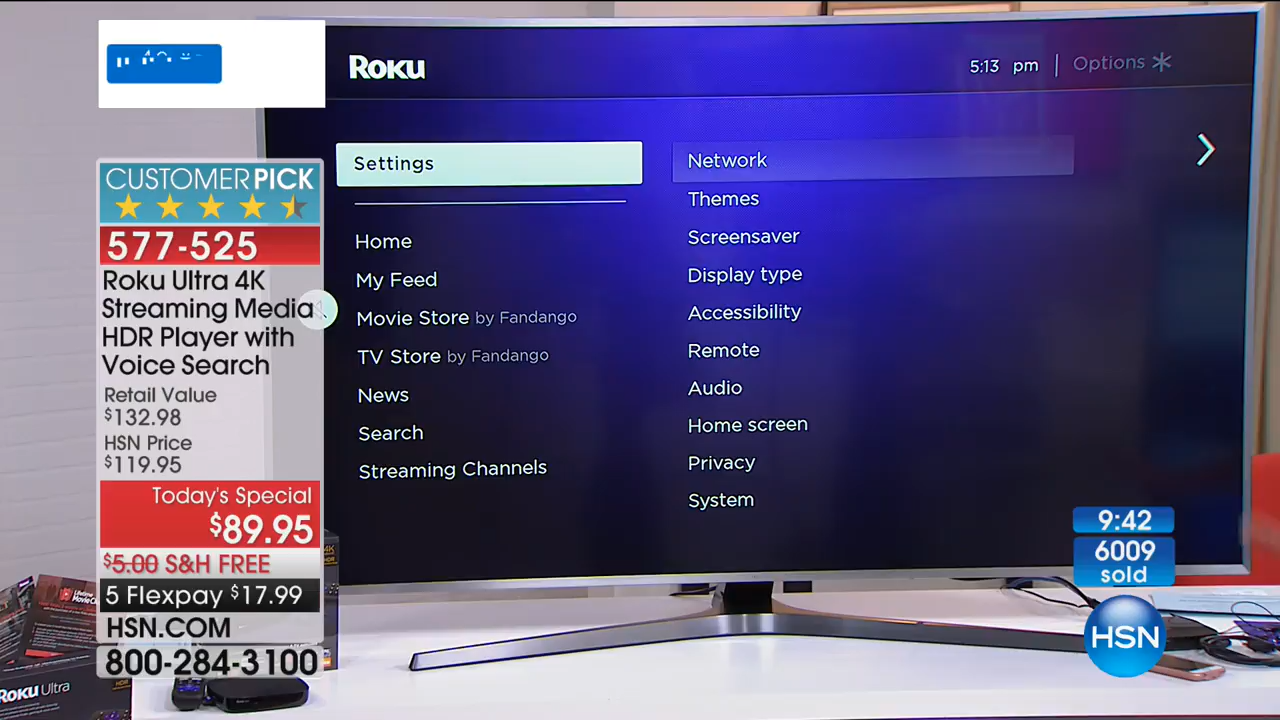 CUSTOMER PICK
577-525
Roku Ultra 4K
Streaming Media
HDR Player with
Voice Search
Retail Value
$132.98
HSN Price
$119.95
Today's Special
$89.95
$5.00 S&H FREE
5 Flexpay $17.99
HSN.COM
800-284-3100
Roku
5:13 pm | Options
Settings
Home
My Feed
Movie Store by Fandango
TV Store by Fandango
News
Search
Streaming Channels
Network
Themes
Screensaver
Display type
Accessibility
Remote
Audio
Home screen
Privacy
System
9:42
6009
sold
HSN
4K
Roku Ultra